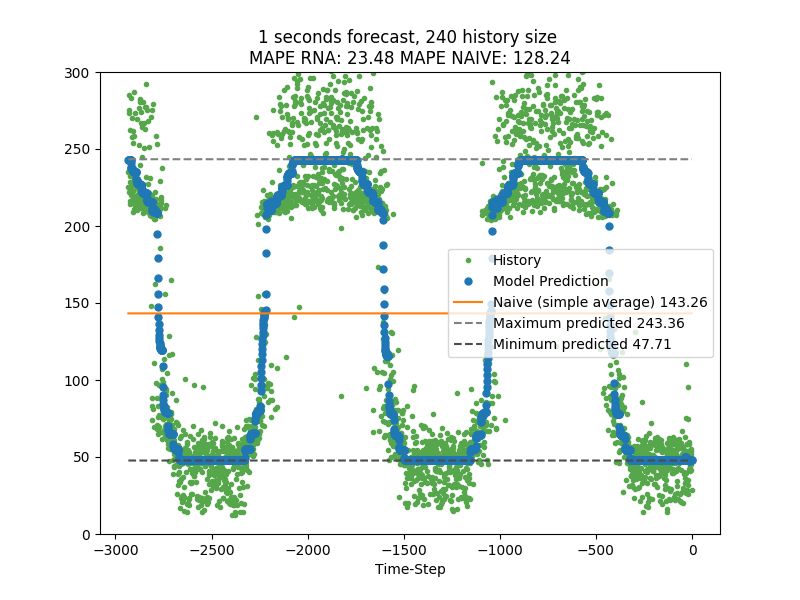 1 seconds forecast, 240 history size
MAPE RNA: 23.48 MAPE NAIVE: 128.24
300
250
200
150
100
50
0
History
Model Prediction
Naive (simple average) 143.26
Maximum predicted 243.36
Minimum predicted 47.71
−3000
−2500
−2000
−1500
−1000
−500
0
Time-Step